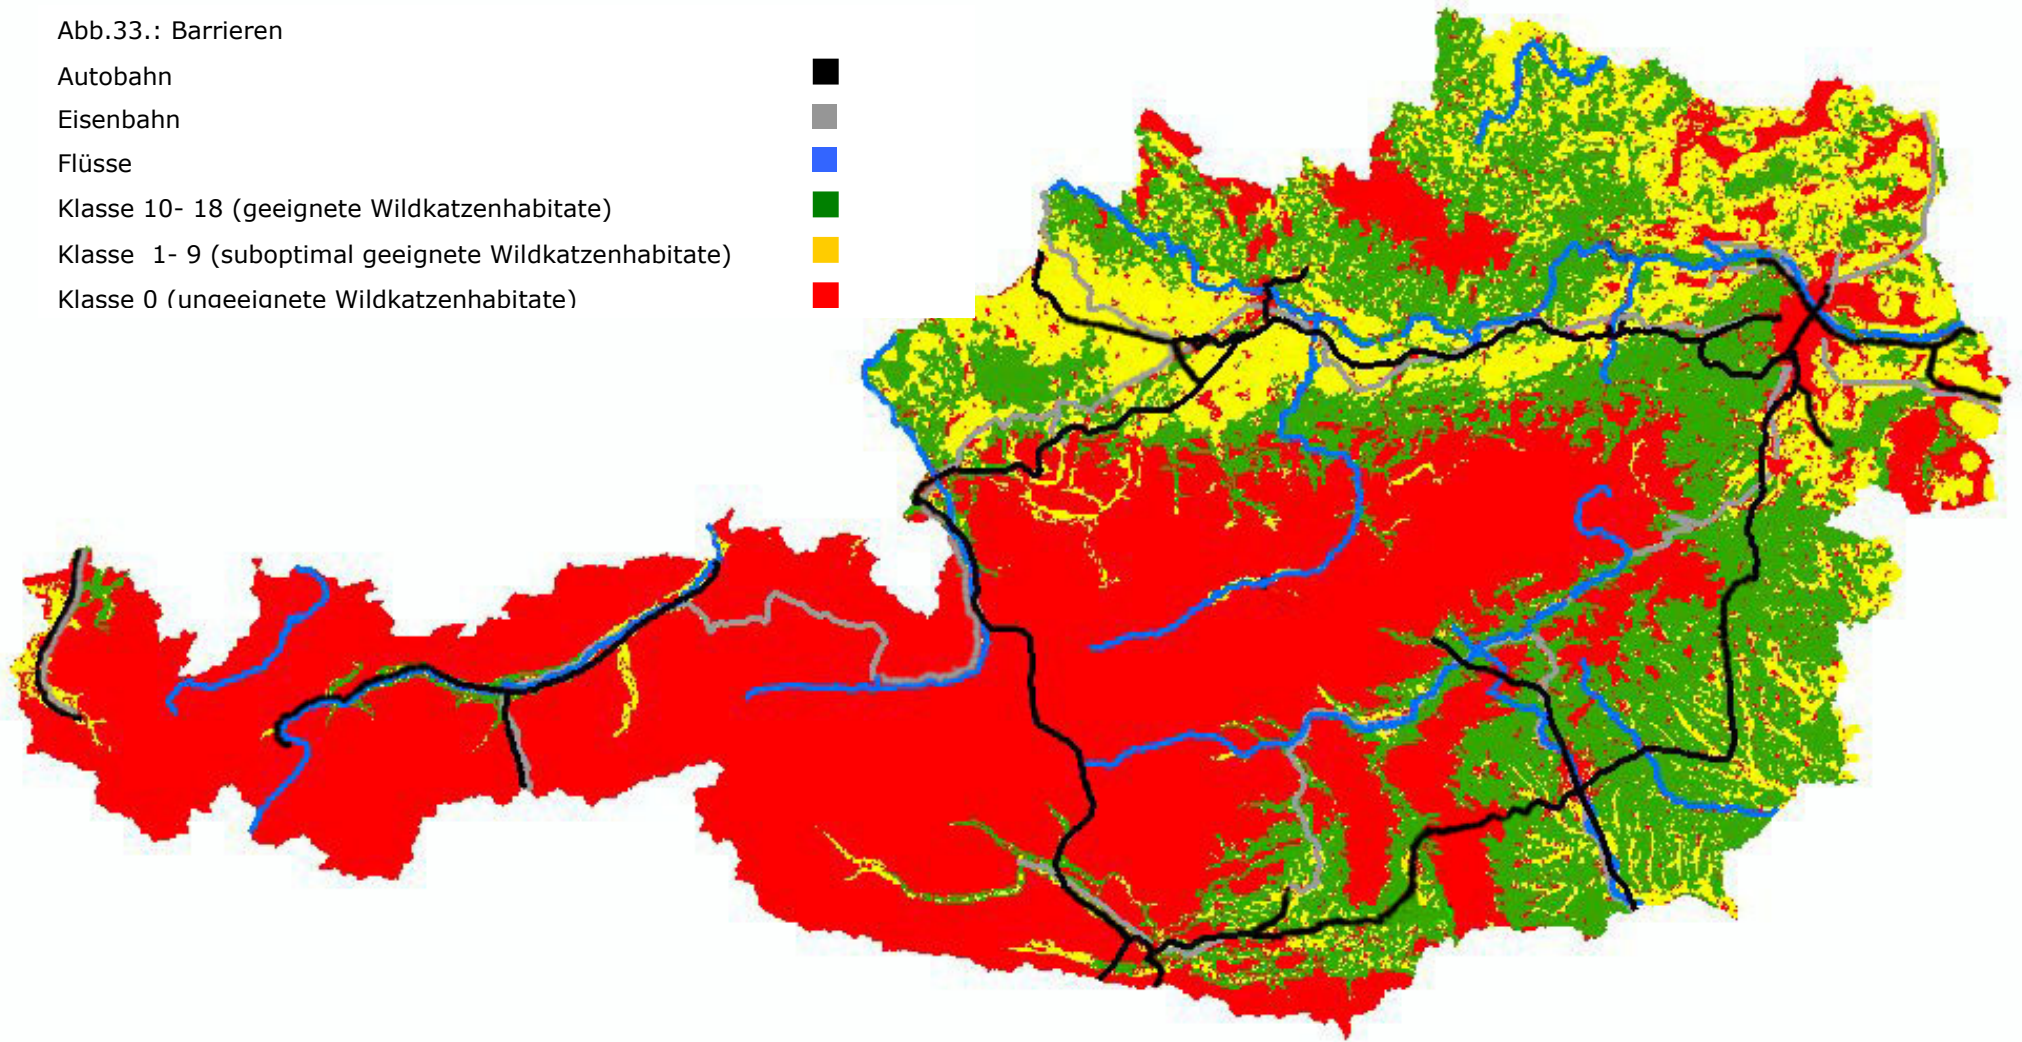 Abb.33.: Barrieren
Autobahn
Eisenbahn
Flüsse
Klasse 10- 18 (geeignete Wildkatzenhabitate)
Klasse  1- 9 (suboptimal geeignete Wildkatzenhabitate)
Klasse 0 (ungeeignete Wildkatzenhabitate)